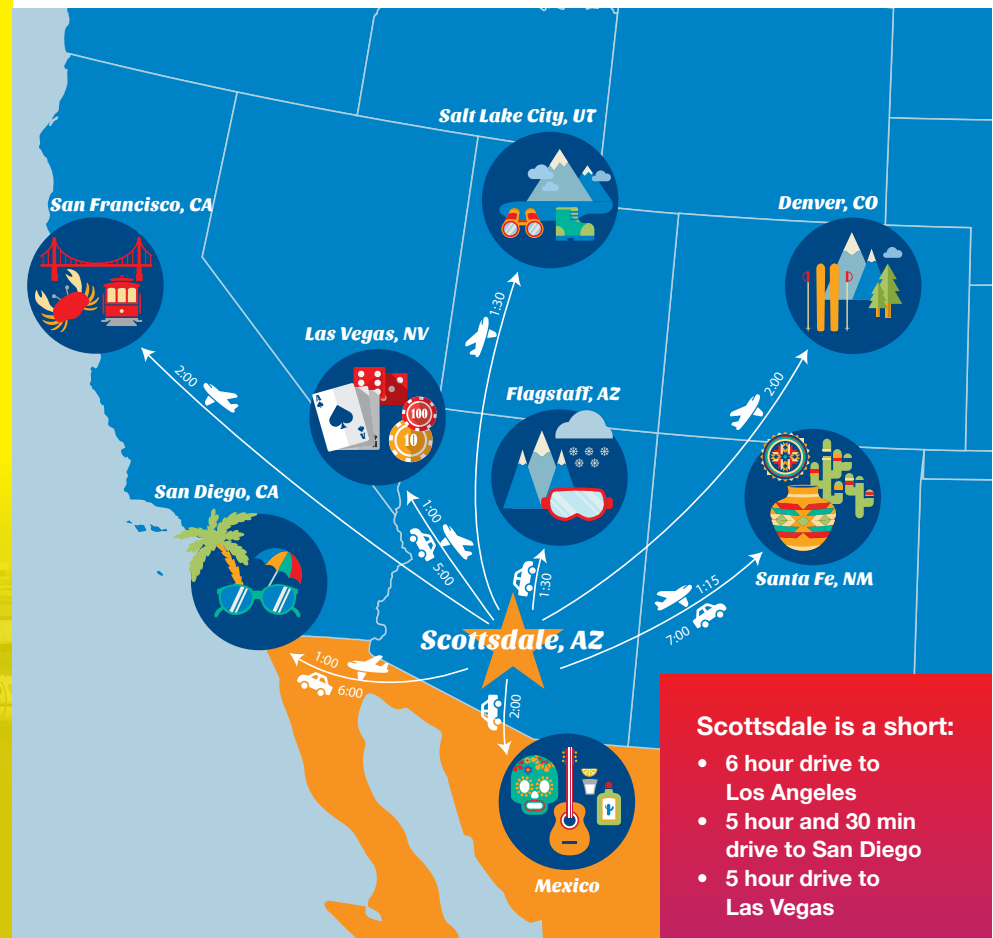 Salt Lake City, UT
San Francisco, CA
Denver, CO
1:30
Las Vegas, NV
2:00
2:00
Flagstaff, AZ
A
100
10
San Diego, CA
1:00
5:00
1:30
1:15
7:00
Santa Fe, NM
Scottsdale, AZ
1:00
6:00
2:00
Mexico
Scottsdale is a short:
• 6 hour drive to
Los Angeles
• 5 hour and 30 min
drive to San Diego
• 5 hour drive to
Las Vegas